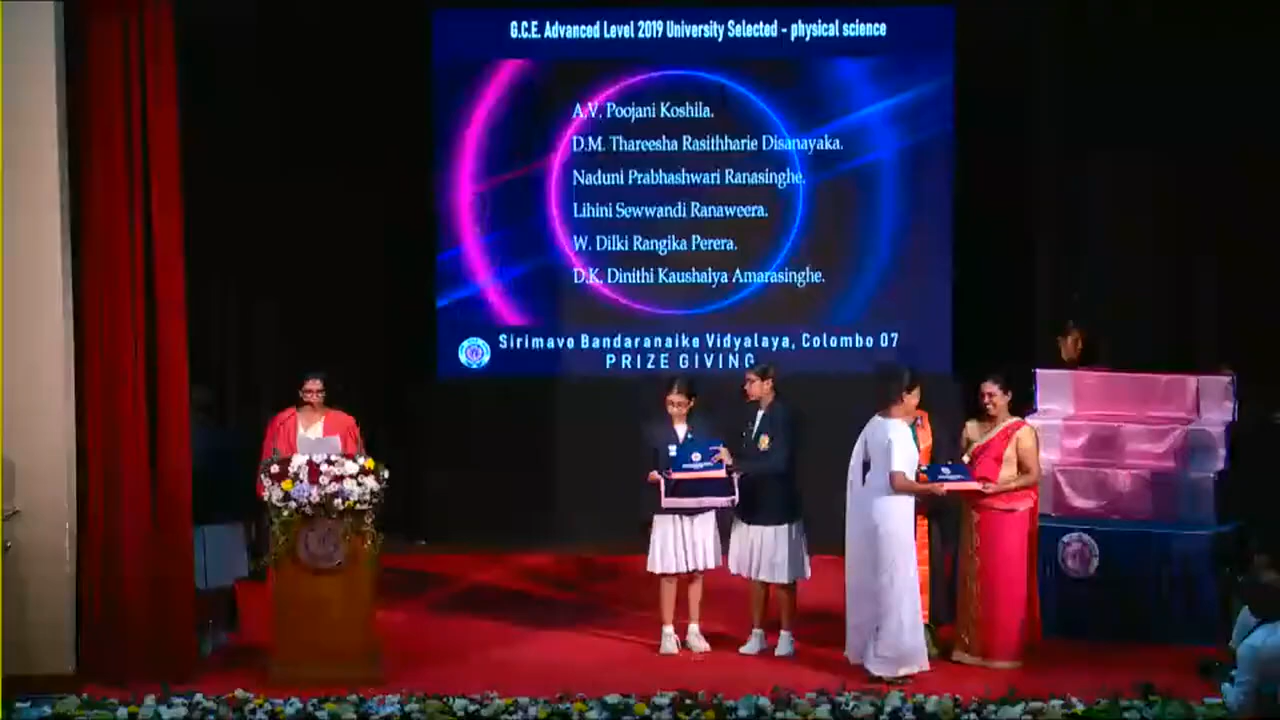 G.C.E. Advanced Level 2019 University Selected - physical science
A.V. Poojani Koshila.
D.M. Thareesha Rasithharie Disanayaka.
Naduni Prabhashwari Ranasinghe.
Lihini Sewwandi Ranaweera.
W. Dilki Rangika Perera.
D.K. Dinithi Kaushalya Amarasinghe.
Sirimavo Bandaranaike Vidyalaya, Colombo 07
PRIZE GIVING